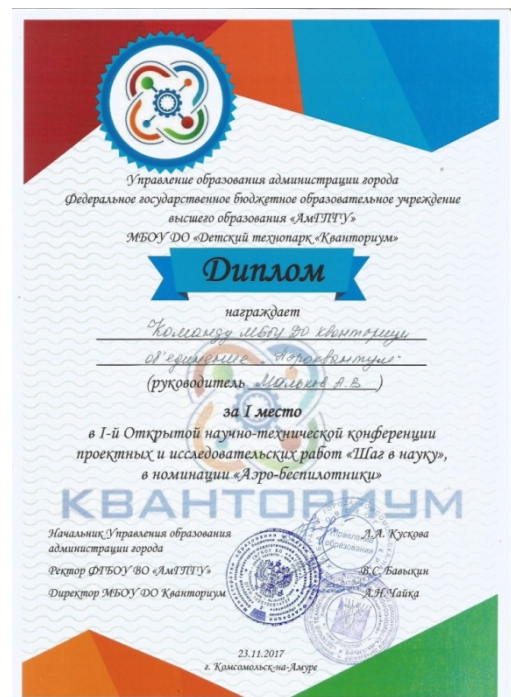 Управление образования администрации города
Федеральное государственное бюджетное образовательное учреждение
высшего образования «АмГПГУ»
МБОУ ДО «Детский технопарк «Кванториум»
Диплом
награждает
Команду МБОУ ДО Кванториум
объединение "Аэроквантум"
(руководитель Мальков А.В )
за I место
в I-й Открытой научно-технической конференции
проектных и исследовательских работ «Шаг в науку»,
в номинации «Аэро-беспилотники»
КВАНТОРИУМ
Начальник Управления образования
администрации города
Л.А. Кускова
Ректор ФГБОУ ВО «АмГПГУ» В.С. Бавыкин
Директор МБОУ ДО Кванториум А.Н.Чайка
Управление
образования
23.11.2017
г. Комсомольск-на-Амуре